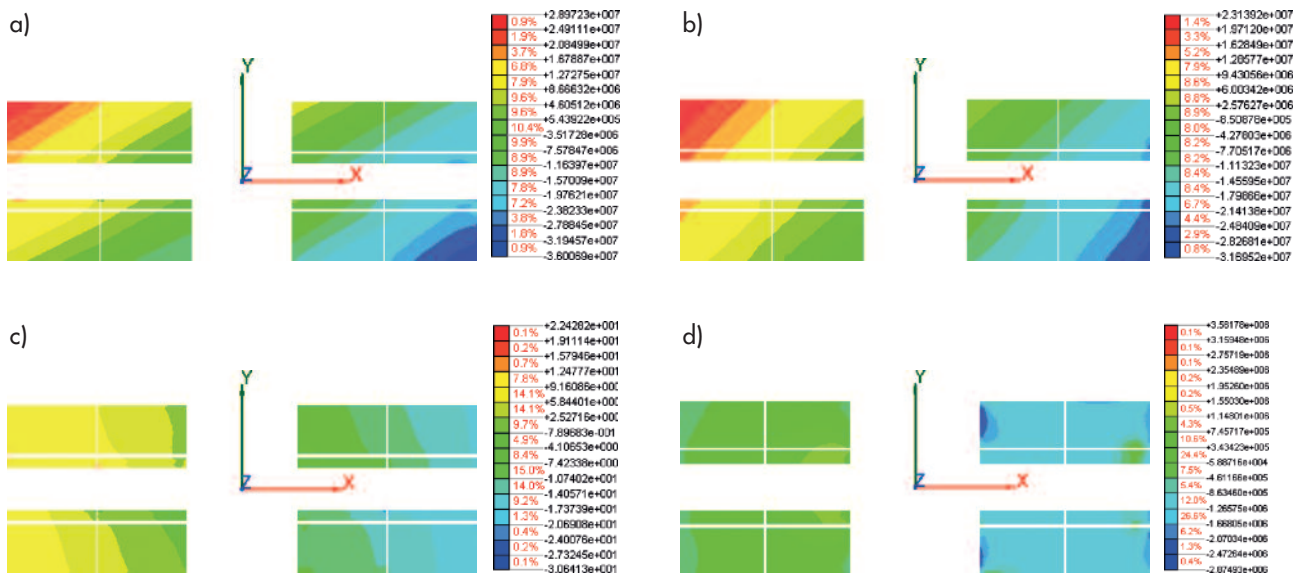 a)
Y
Z
X
+2.89723e+007
0.9%
+2.49111e+007
1.9%
+2.08499e+007
3.7%
+1.67887e+007
6.8%
+1.27275e+007
7.9%
+8.66632e+006
9.6%
+4.60512e+006
9.6%
+5.43922e+005
10.4%
-3.51728e+006
9.9%
-7.57847e+006
8.9%
-1.16397e+007
8.9%
-1.57009e+007
7.8%
-1.97621e+007
7.2%
-2.38233e+007
3.8%
-2.78845e+007
1.8%
-3.19457e+007
0.9%
-3.60069e+007
b)
Y
Z
X
+2.31392e+007
1.4%
+1.97120e+007
3.3%
+1.62849e+007
5.2%
+1.28577e+007
7.9%
+9.43056e+006
8.6%
+6.00342e+006
8.8%
+2.57627e+006
8.9%
-8.50878e+005
8.0%
-4.27803e+006
8.2%
-7.70517e+006
8.2%
-1.11323e+007
8.4%
-1.45595e+007
8.4%
-1.79866e+007
6.7%
-2.14138e+007
4.4%
-2.48409e+007
2.9%
-2.82681e+007
0.8%
-3.16952e+007
c)
Y
Z
X
+2.24282e+001
0.1%
+1.91114e+001
0.2%
+1.57946e+001
0.7%
+1.24777e+001
7.8%
+9.16086e+000
14.1%
+5.84401e+000
14.1%
+2.52716e+000
9.7%
-7.89683e-001
4.9%
-4.10653e+000
8.4%
-7.42338e+000
15.0%
-1.07402e+001
14.0%
-1.40571e+001
9.2%
-1.73739e+001
1.3%
-2.06908e+001
0.4%
-2.40076e+001
0.2%
-2.73245e+001
0.1%
-3.06413e+001
d)
Y
Z
X
+3.56178e+006
0.1%
+3.15948e+006
0.1%
+2.75719e+006
0.1%
+2.35489e+006
0.2%
+1.95260e+006
0.2%
+1.55030e+006
0.5%
+1.14801e+006
4.3%
+7.45717e+005
10.6%
+3.43423e+005
24.4%
-5.88716e+004
7.5%
-4.61166e+005
5.4%
-8.63460e+005
12.0%
-1.26575e+006
26.6%
-1.66805e+006
6.2%
-2.07034e+006
1.3%
-2.47264e+006
0.4%
-2.87493e+006